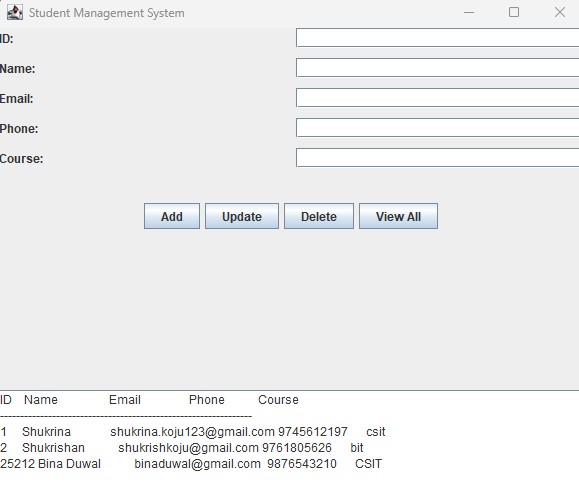 Student Management System
ID:
Name:
Email:
Phone:
Course:
Add Update Delete View All
ID Name Email Phone Course
---------------------------------------------------------------
1 Shukrina shukrina.koju123@gmail.com 9745612197 csit
2 Shukrishan shukrishkoju@gmail.com 9761805626 bit
25212 Bina Duwal binaduwal@gmail.com 9876543210 CSIT